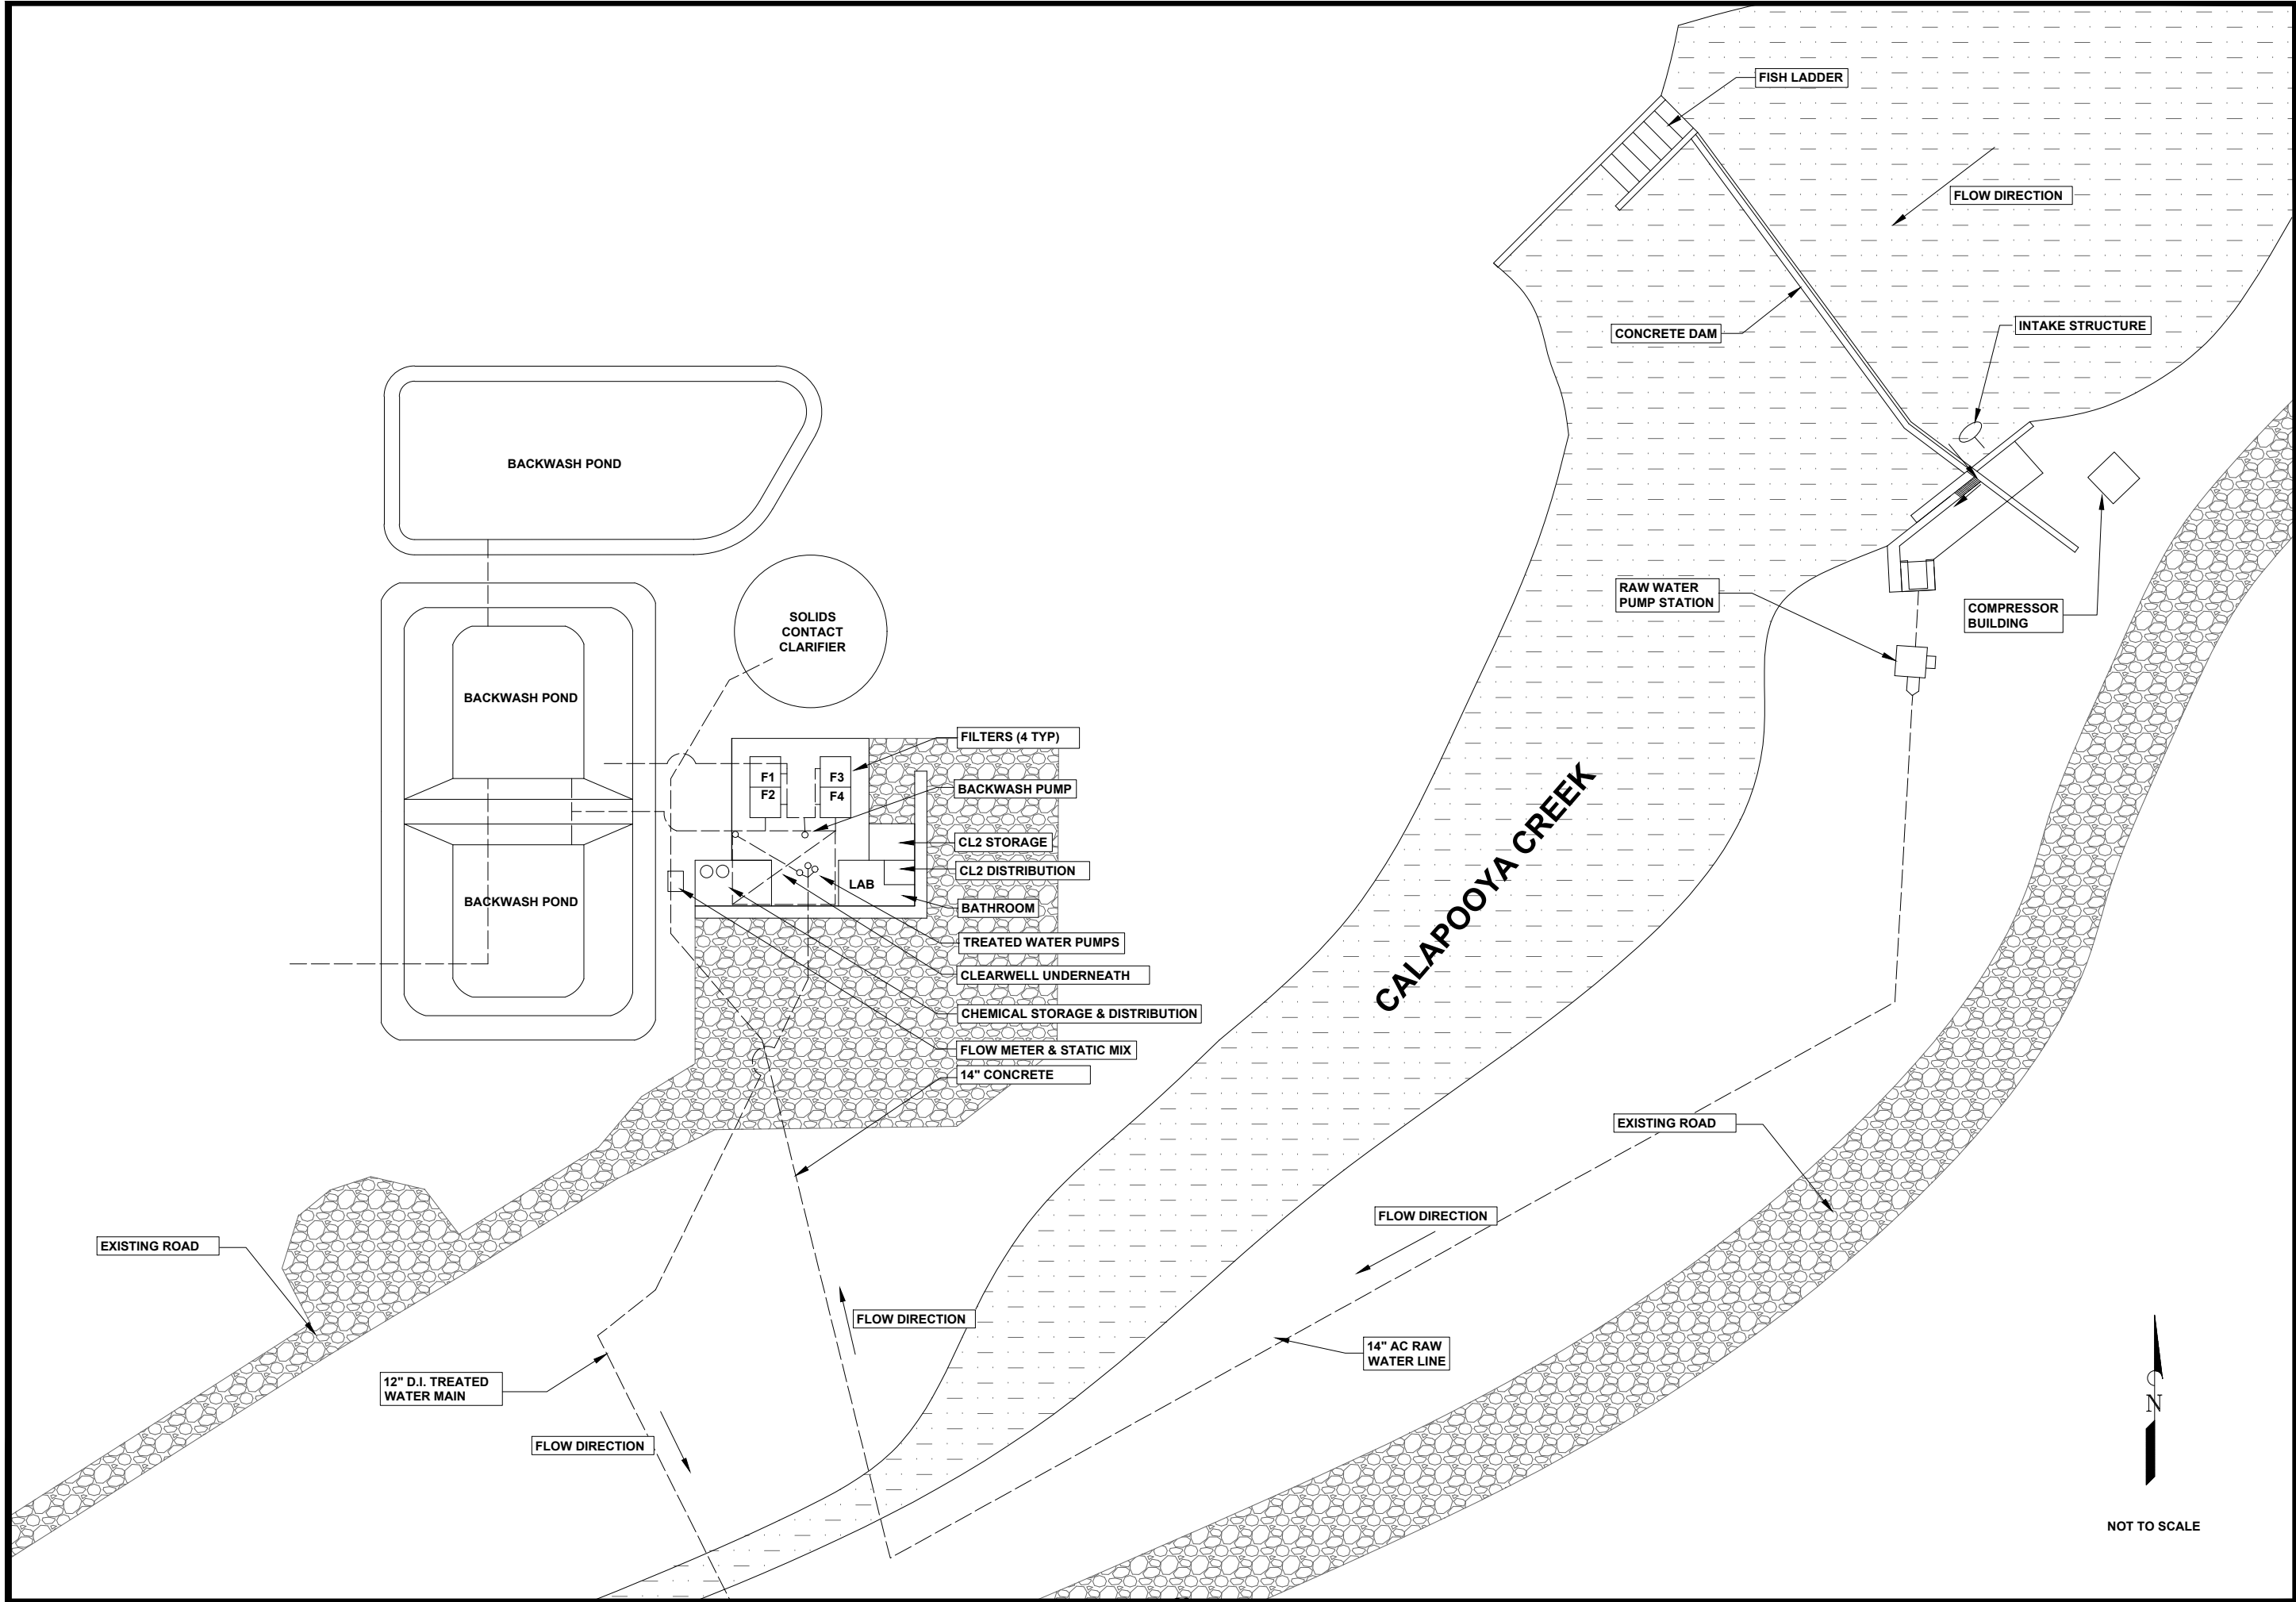 FISH LADDER
FLOW DIRECTION
INTAKE STRUCTURE
CONCRETE DAM
BACKWASH POND
RAW WATER
PUMP STATION
COMPRESSOR
BUILDING
SOLIDS
CONTACT
CLARIFIER
BACKWASH POND
FILTERS (4 TYP)
F1
F3
F2
F4
BACKWASH PUMP
CL2 STORAGE
CL2 DISTRIBUTION
LAB
BACKWASH POND
BATHROOM
TREATED WATER PUMPS
CLEARWELL UNDERNEATH
CHEMICAL STORAGE & DISTRIBUTION
FLOW METER & STATIC MIX
14" CONCRETE
CALAPOOYA CREEK
EXISTING ROAD
FLOW DIRECTION
EXISTING ROAD
FLOW DIRECTION
14" AC RAW
WATER LINE
12" D.I. TREATED
WATER MAIN
FLOW DIRECTION
N
NOT TO SCALE